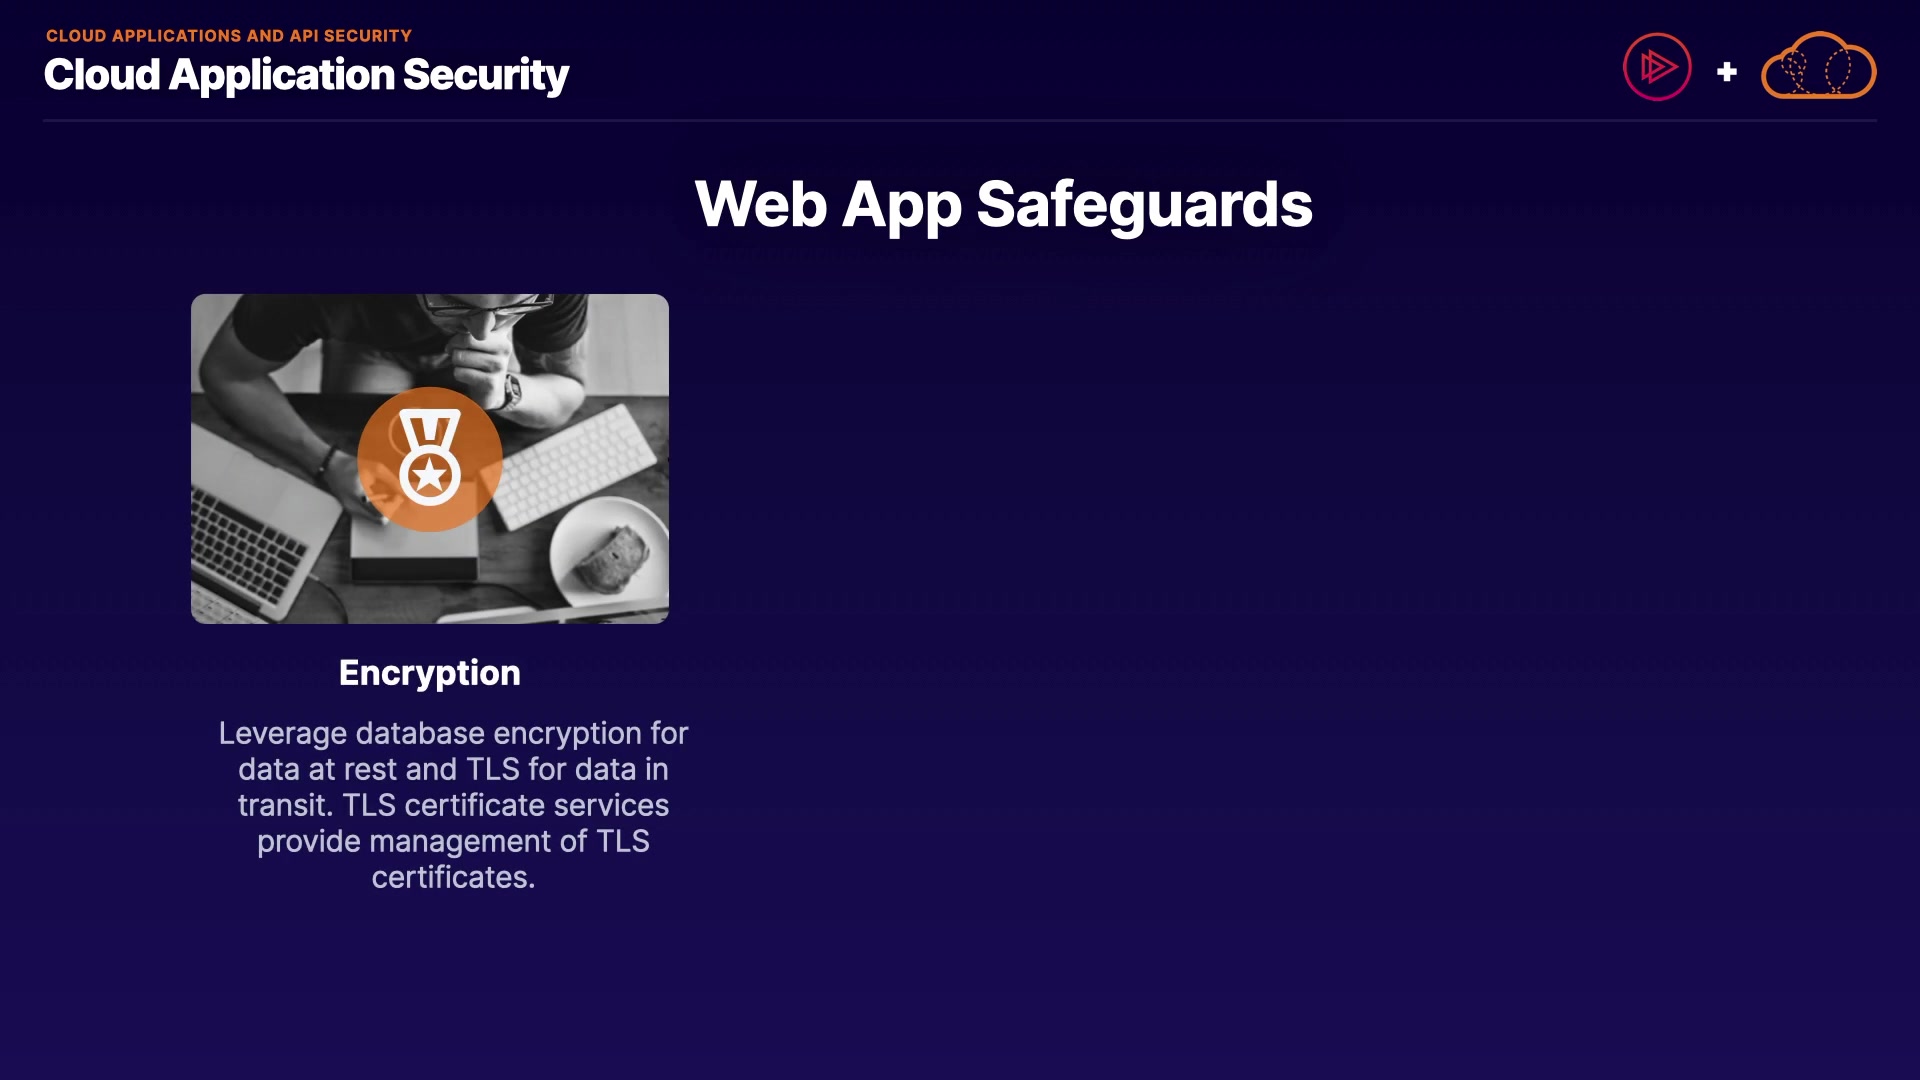 CLOUD APPLICATIONS AND API SECURITY
Cloud Application Security
Web App Safeguards
Encryption
Leverage database encryption for
data at rest and TLS for data in
transit. TLS certificate services
provide management of TLS
certificates.